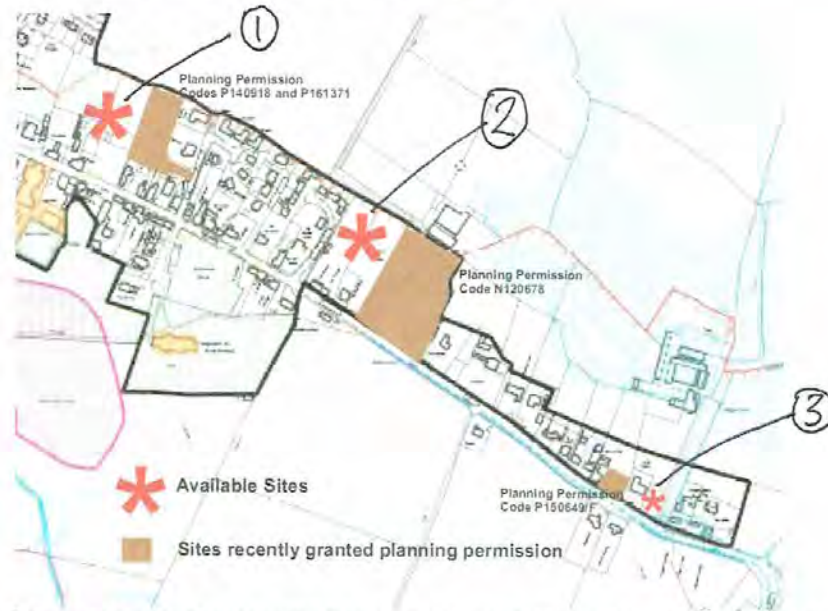 1
Planning Permission
Codes P140918 and P161371
2
Planning Permission
Code N120678
3
Planning Permission
Code P150649/F
Available Sites
Sites recently granted planning permission